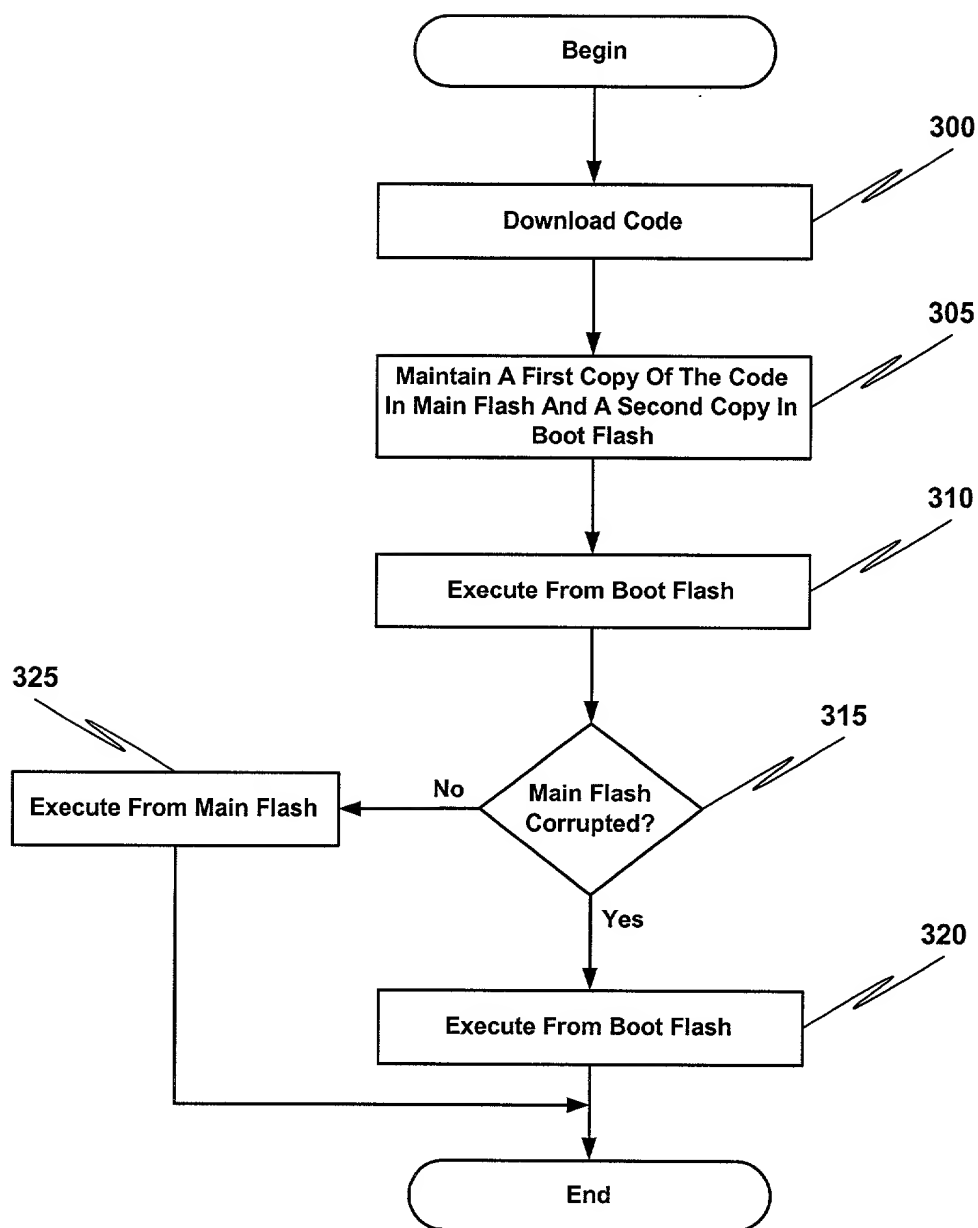 Begin
300
Download Code
305
Maintain A First Copy Of The Code
In Main Flash And A Second Copy In
Boot Flash
310
Execute From Boot Flash
325
315
Execute From Main Flash
No
Main Flash
Corrupted?
Yes
320
Execute From Boot Flash
End